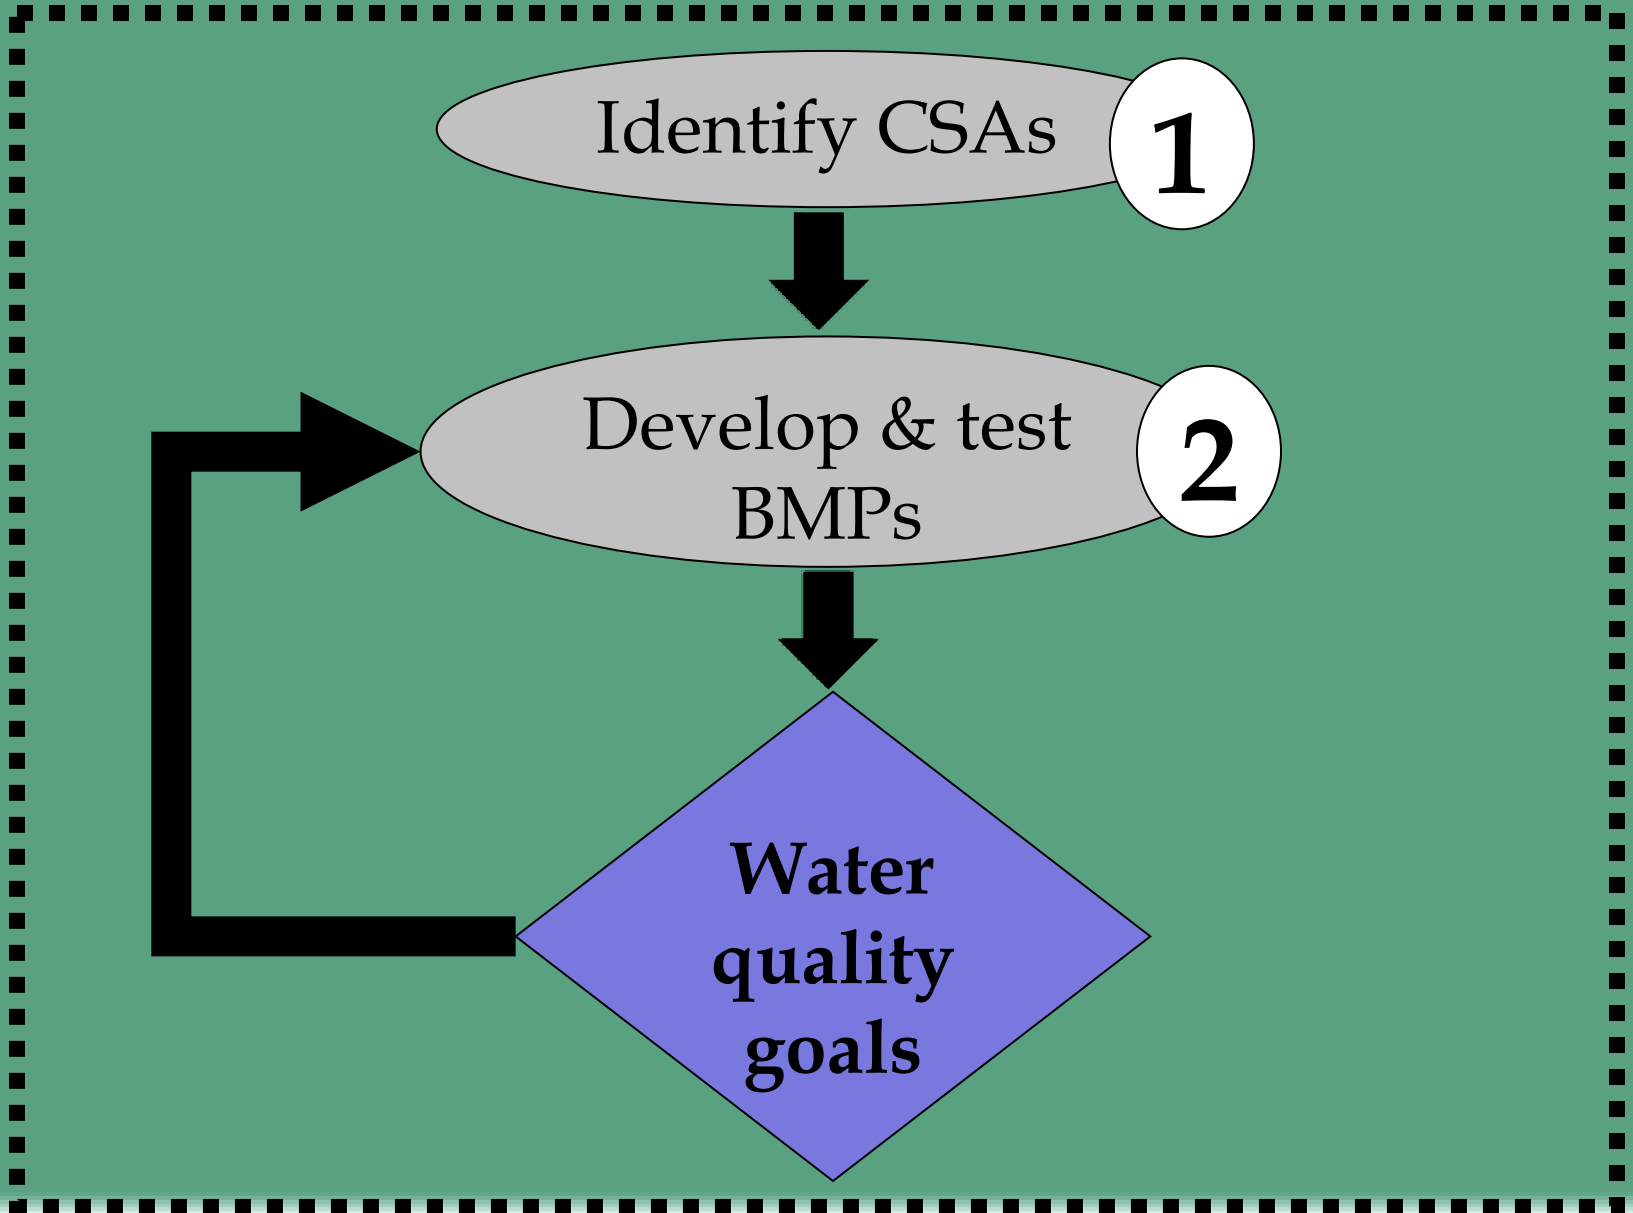 Identify CSAs
1
Develop & test
BMPs
2
Water
quality
goals